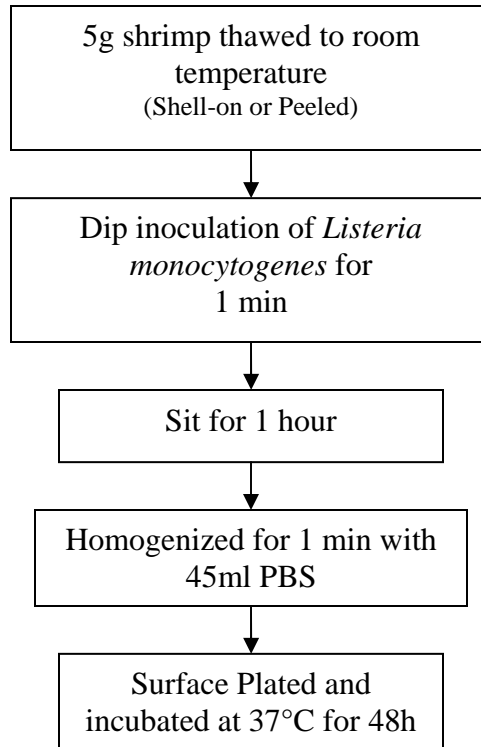 5g shrimp thawed to room
temperature
(Shell-on or Peeled)
Dip inoculation of Listeria
monocytogenes for
1 min
Sit for 1 hour
Homogenized for 1 min with
45ml PBS
Surface Plated and
incubated at 37°C for 48h